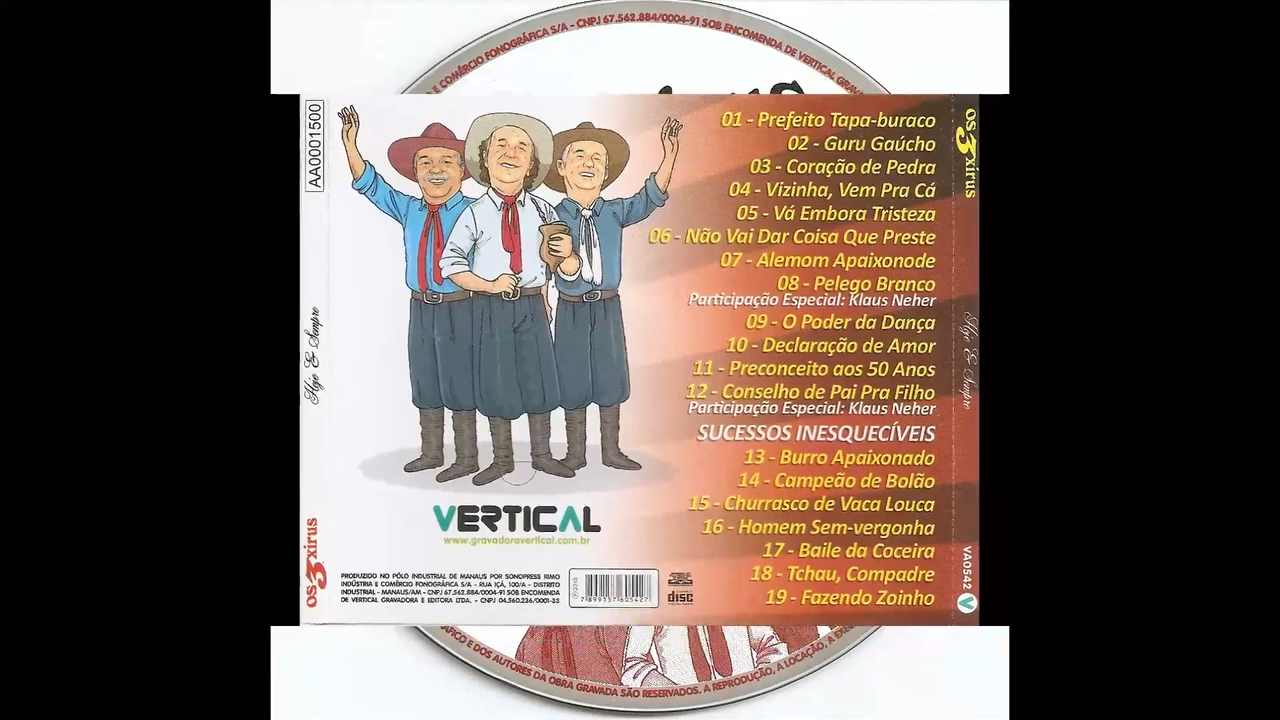 E COMÉRCIO FONOGRÁFICA S/A - CNPJ 67.562.884/0004-91 SOB ENCOMENDA DE VERTICAL GRAV
AA0001500
Hoje & Sempre
os 3 xirus
01 - Prefeito Tapa-buraco
02 - Guru Gaúcho
03 - Coração de Pedra
04 - Vizinha, Vem Pra Cá
05 - Vá Embora Tristeza
06 - Não Vai Dar Coisa Que Preste
07 - Alemom Apaixonode
08 - Pelego Branco
Participação Especial: Klaus Neher
09 - O Poder da Dança
10 - Declaração de Amor
11 - Preconceito aos 50 Anos
12 - Conselho de Pai Pra Filho
Participação Especial: Klaus Neher
SUCESSOS INESQUECÍVEIS
13 - Burro Apaixonado
14 - Campeão de Bolão
15 - Churrasco de Vaca Louca
16 - Homem Sem-vergonha
17 - Baile da Coceira
18 - Tchau, Compadre
19 - Fazendo Zoinho
VERTICAL
www.gravadoravertical.com.br
PRODUZIDO NO PÓLO INDUSTRIAL DE MANAUS POR SONOPRESS RIMO
INDÚSTRIA E COMÉRCIO FONOGRÁFICA S/A - RUA IÇÁ, 100/A - DISTRITO
INDUSTRIAL - MANAUS/AM - CNPJ 67.562.884/0004-91 SOB ENCOMENDA
DE VERTICAL GRAVADORA E EDITORA LTDA. - CNPJ 04.560.236/0001-33
7 899137 605427
disc
os 3 xirus
Hoje & Sempre
VA0542
V
GRÁFICO E DOS AUTORES DA OBRA GRAVADA SÃO RESERVADOS. A REPRODUÇÃO, A LOCAÇÃO, A EXE